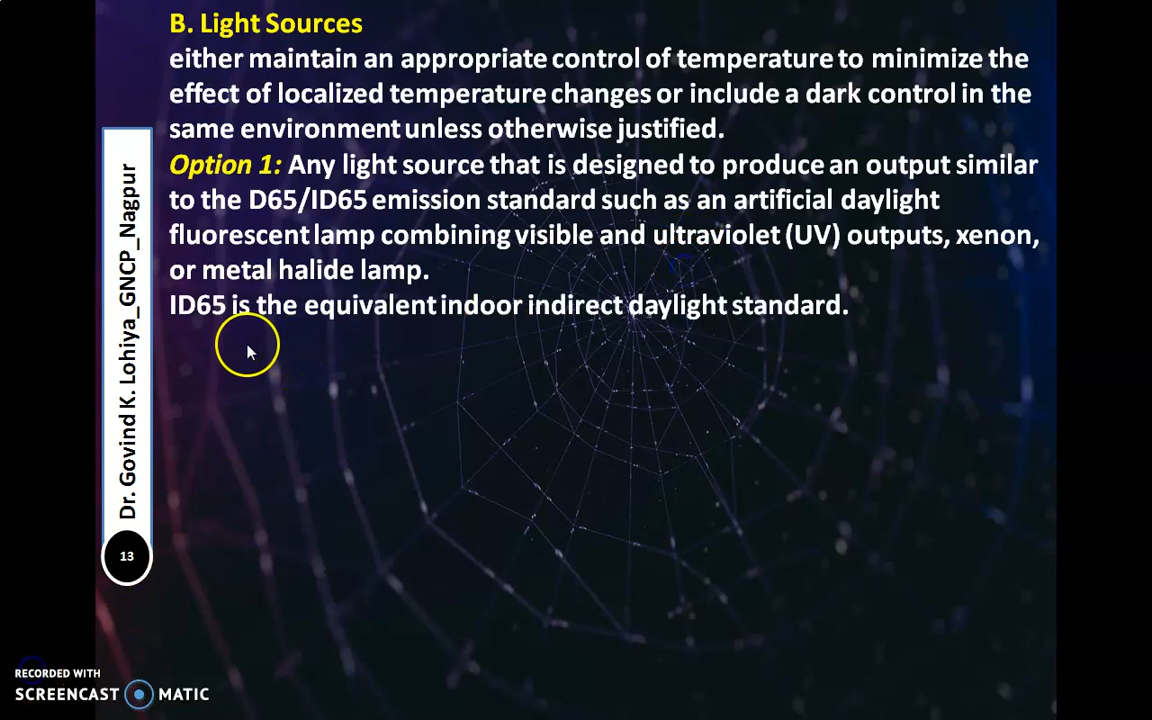 B. Light Sources
either maintain an appropriate control of temperature to minimize the
effect of localized temperature changes or include a dark control in the
same environment unless otherwise justified.
Option 1: Any light source that is designed to produce an output similar
to the D65/ID65 emission standard such as an artificial daylight
fluorescent lamp combining visible and ultraviolet (UV) outputs, xenon,
or metal halide lamp.
ID65 is the equivalent indoor indirect daylight standard.
Dr. Govind K. Lohiya_GNCP_Nagpur
13
RECORDED WITH
SCREENCAST MATIC